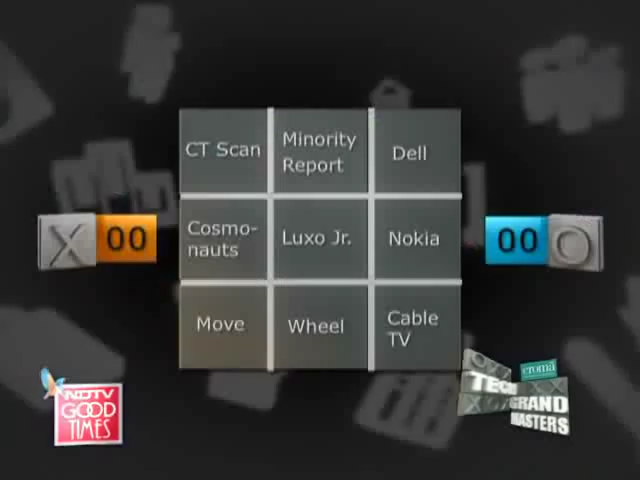 CT Scan
Minority
Report
Dell
X
00
Cosmo-
nauts
Luxo Jr.
Nokia
00
O
Move
Wheel
Cable
TV
NDTV
GOOD
TIMES
croma
TECH
GRAND
MASTERS